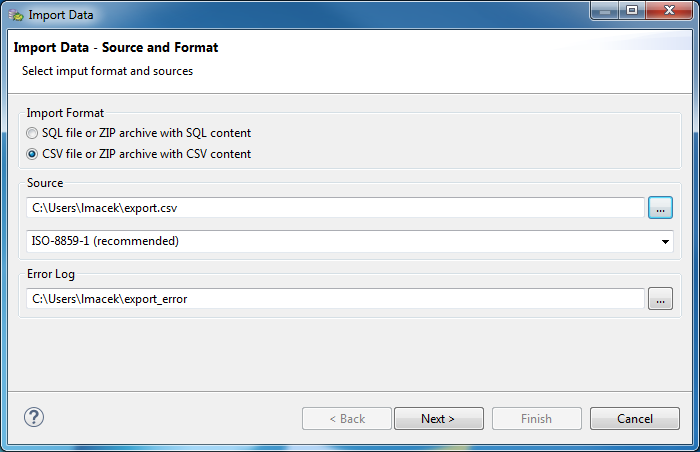 Import Data
Import Data - Source and Format
Select imput format and sources
Import Format
SQL file or ZIP archive with SQL content
CSV file or ZIP archive with CSV content
Source
C:\Users\lmacek\export.csv
...
ISO-8859-1 (recommended)
Error Log
C:\Users\lmacek\export_error
...
?
< Back
Next >
Finish
Cancel